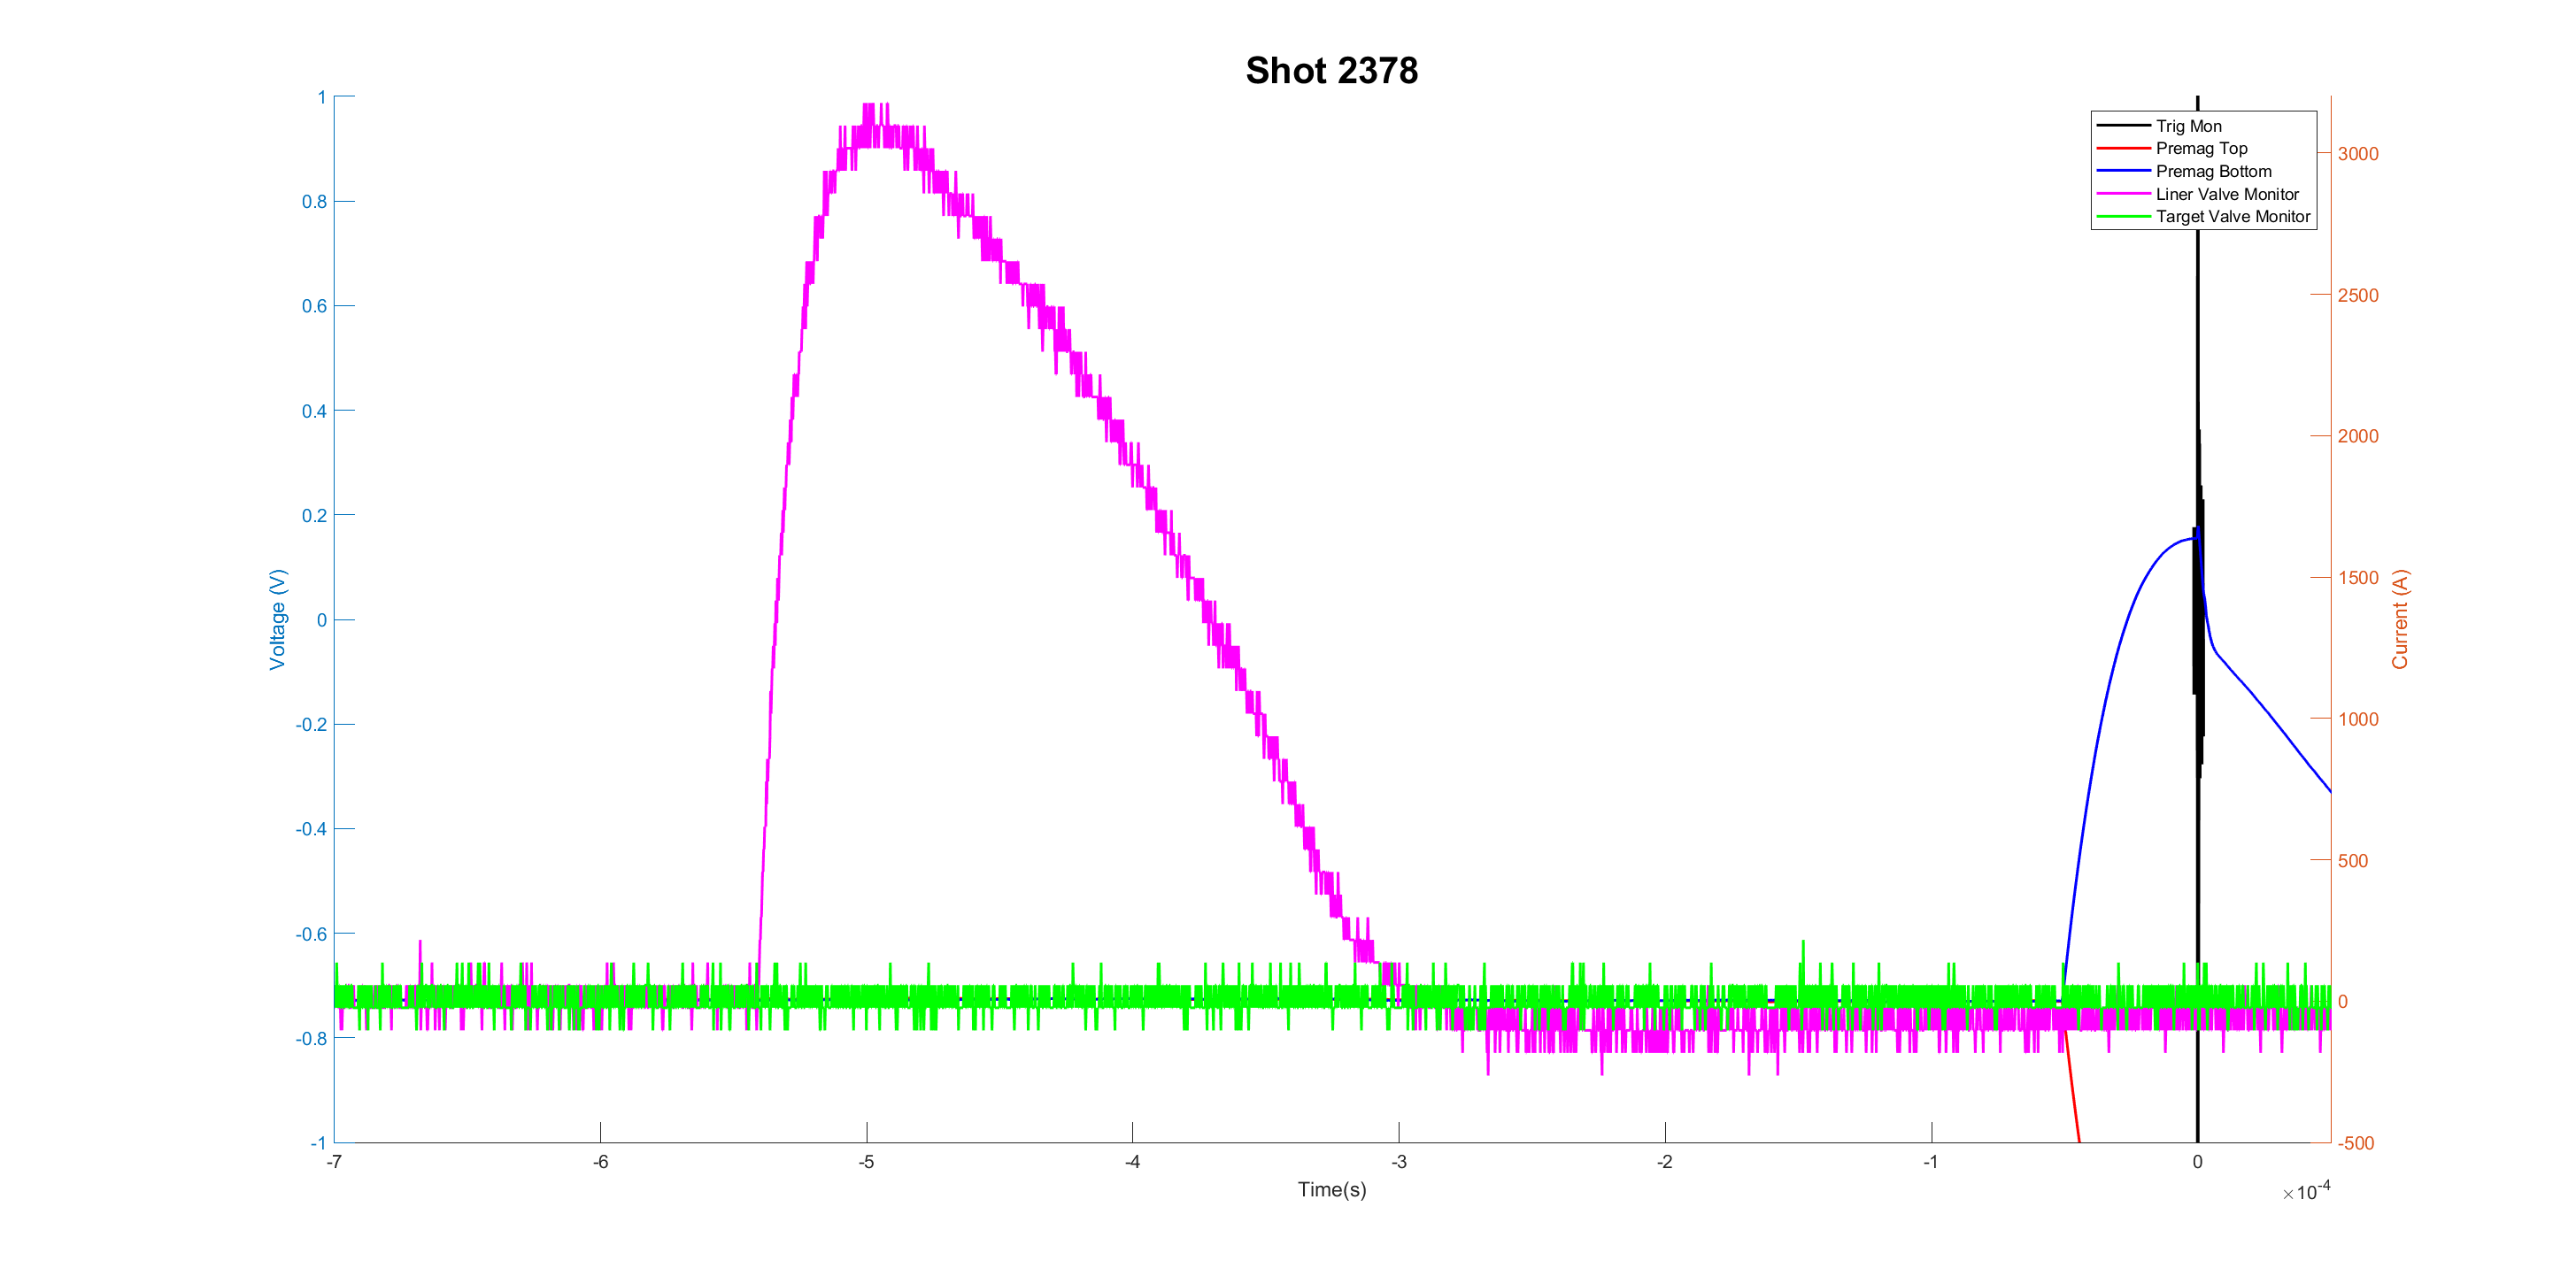 Shot 2378
1
0.8
0.6
0.4
0.2
0
-0.2
-0.4
-0.6
-0.8
-1
Voltage (V)
Trig Mon
Premag Top
Premag Bottom
Liner Valve Monitor
Target Valve Monitor
3000
2500
2000
1500
1000
500
0
-500
Current (A)
-7 -6 -5 -4 -3 -2 -1 0
Time(s)
×10-4